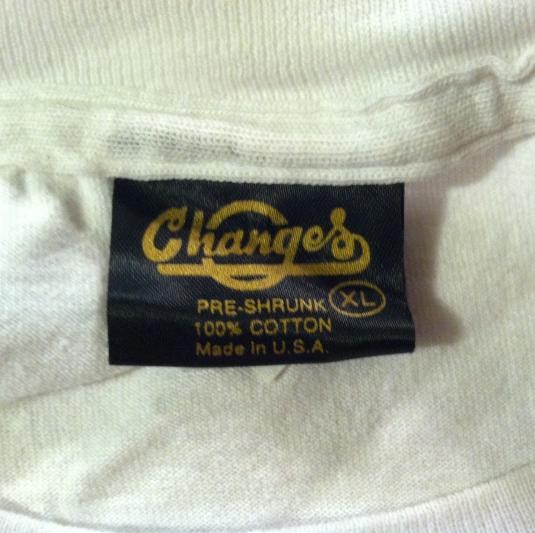 Changes
PRE-SHRUNK XL
100% COTTON
Made In U.S.A.